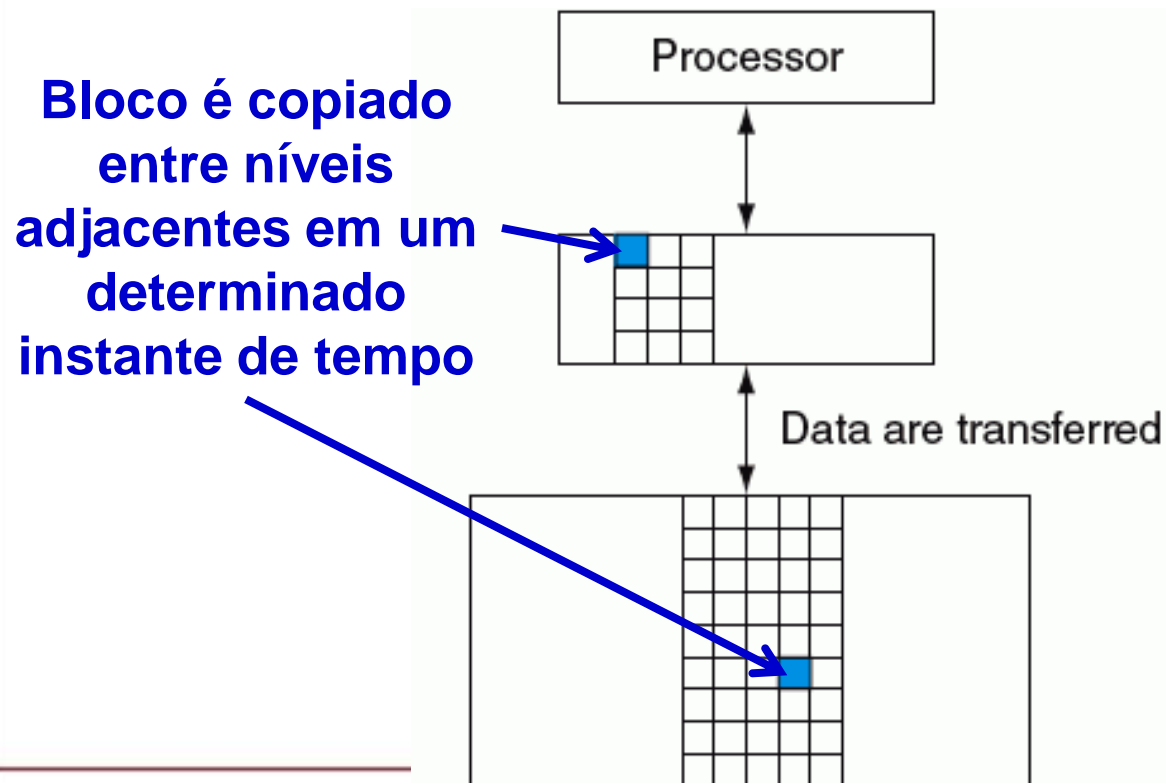 Processor
Bloco é copiado
entre níveis
adjacentes em um
determinado
instante de tempo
Data are transferred